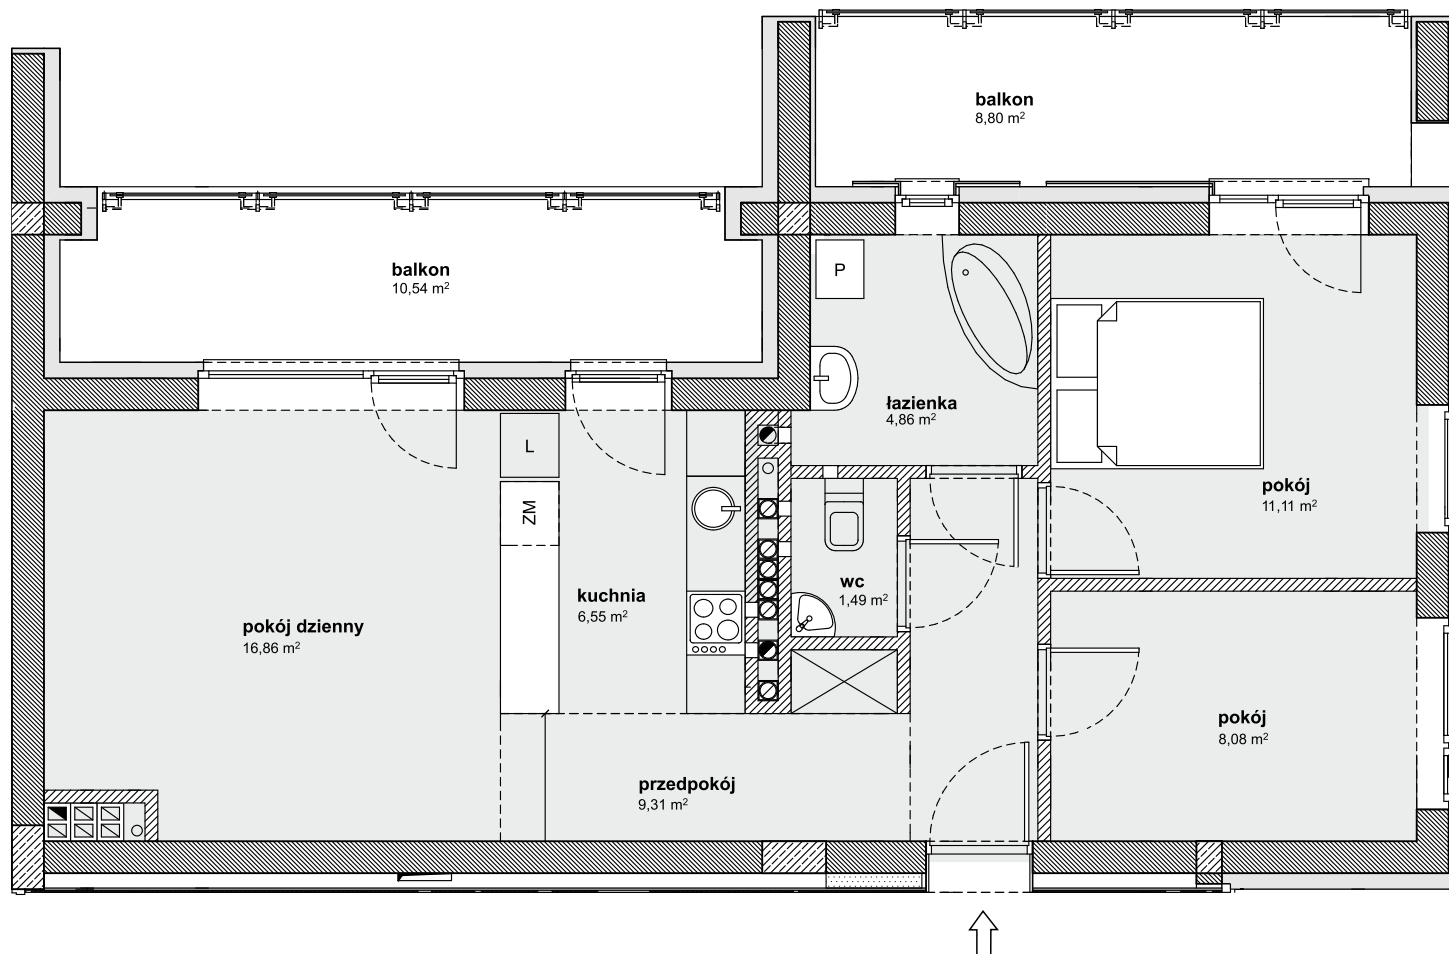 balkon
8,80 m²
balkon
10,54 m²
P
łazienka
4,86 m²
L
ZM
pokój
11,11 m²
kuchnia
6,55 m²
wc
1,49 m²
pokój dzienny
16,86 m²
pokój
8,08 m²
przedpokój
9,31 m²